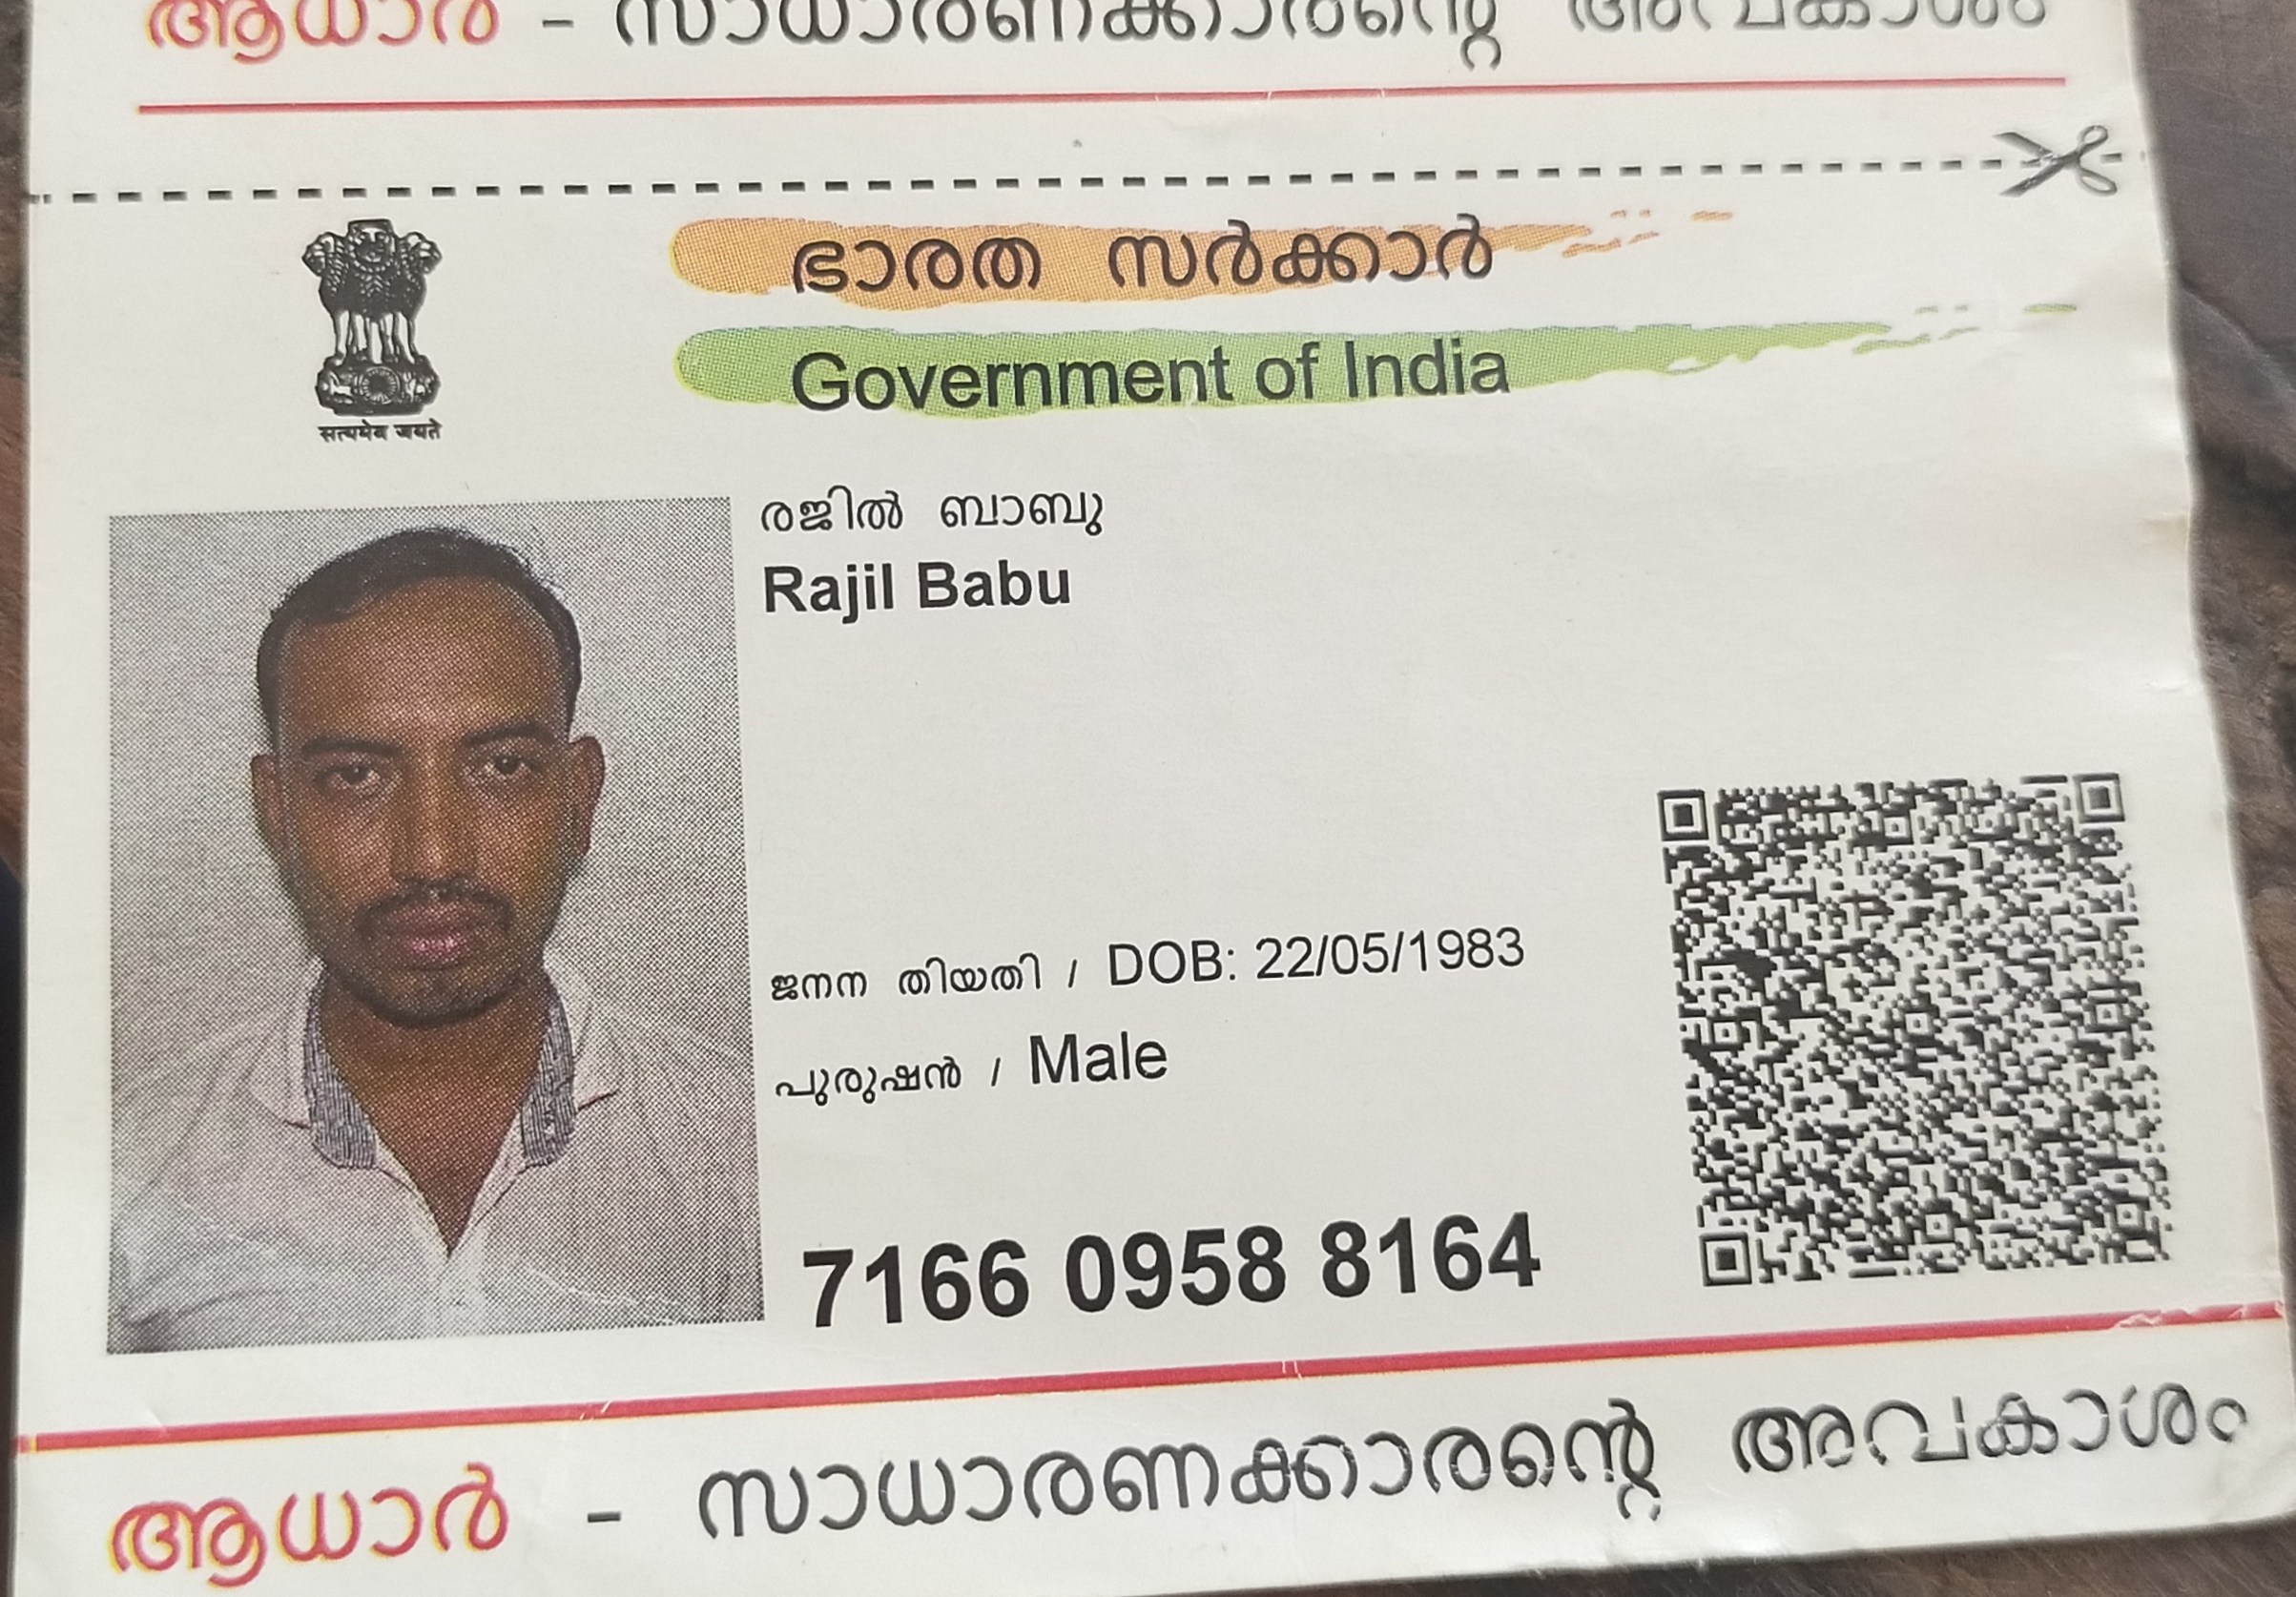 ആധാർ - സാധാരണക്കാരന്റെ അവകാശം
ഭാരത സർക്കാർ
Government of India
सत्यमेव जयते
രജിൽ ബാബു
Rajil Babu
ജനന തിയതി / DOB: 22/05/1983
പുരുഷൻ / Male
7166 0958 8164
ആധാർ - സാധാരണക്കാരന്റെ അവകാശം